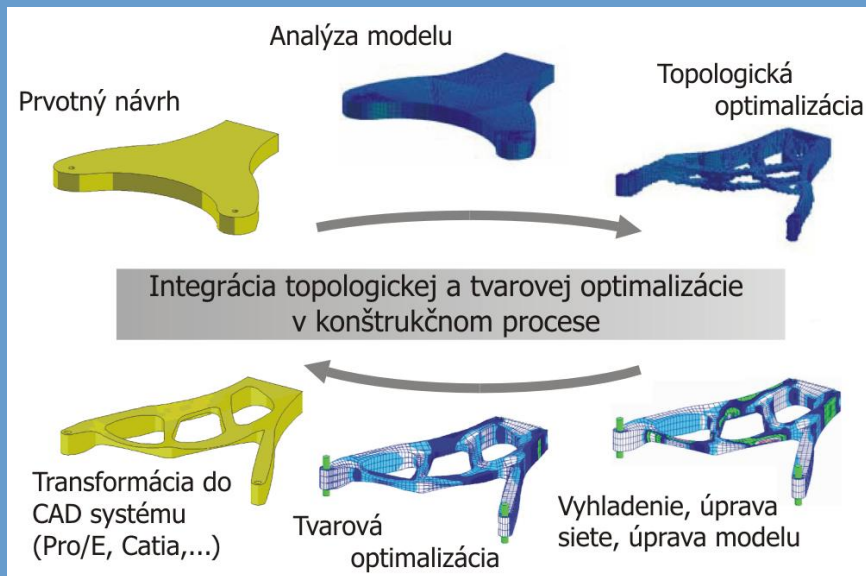 Prvotný návrh
Analýza modelu
Topologická
optimalizácia
Integrácia topologickej a tvarovej optimalizácie
v konštrukčnom procese
Transformácia do
CAD systému
(Pro/E, Catia,...)
Tvarová
optimalizácia
Vyhladenie, úprava
siete, úprava modelu